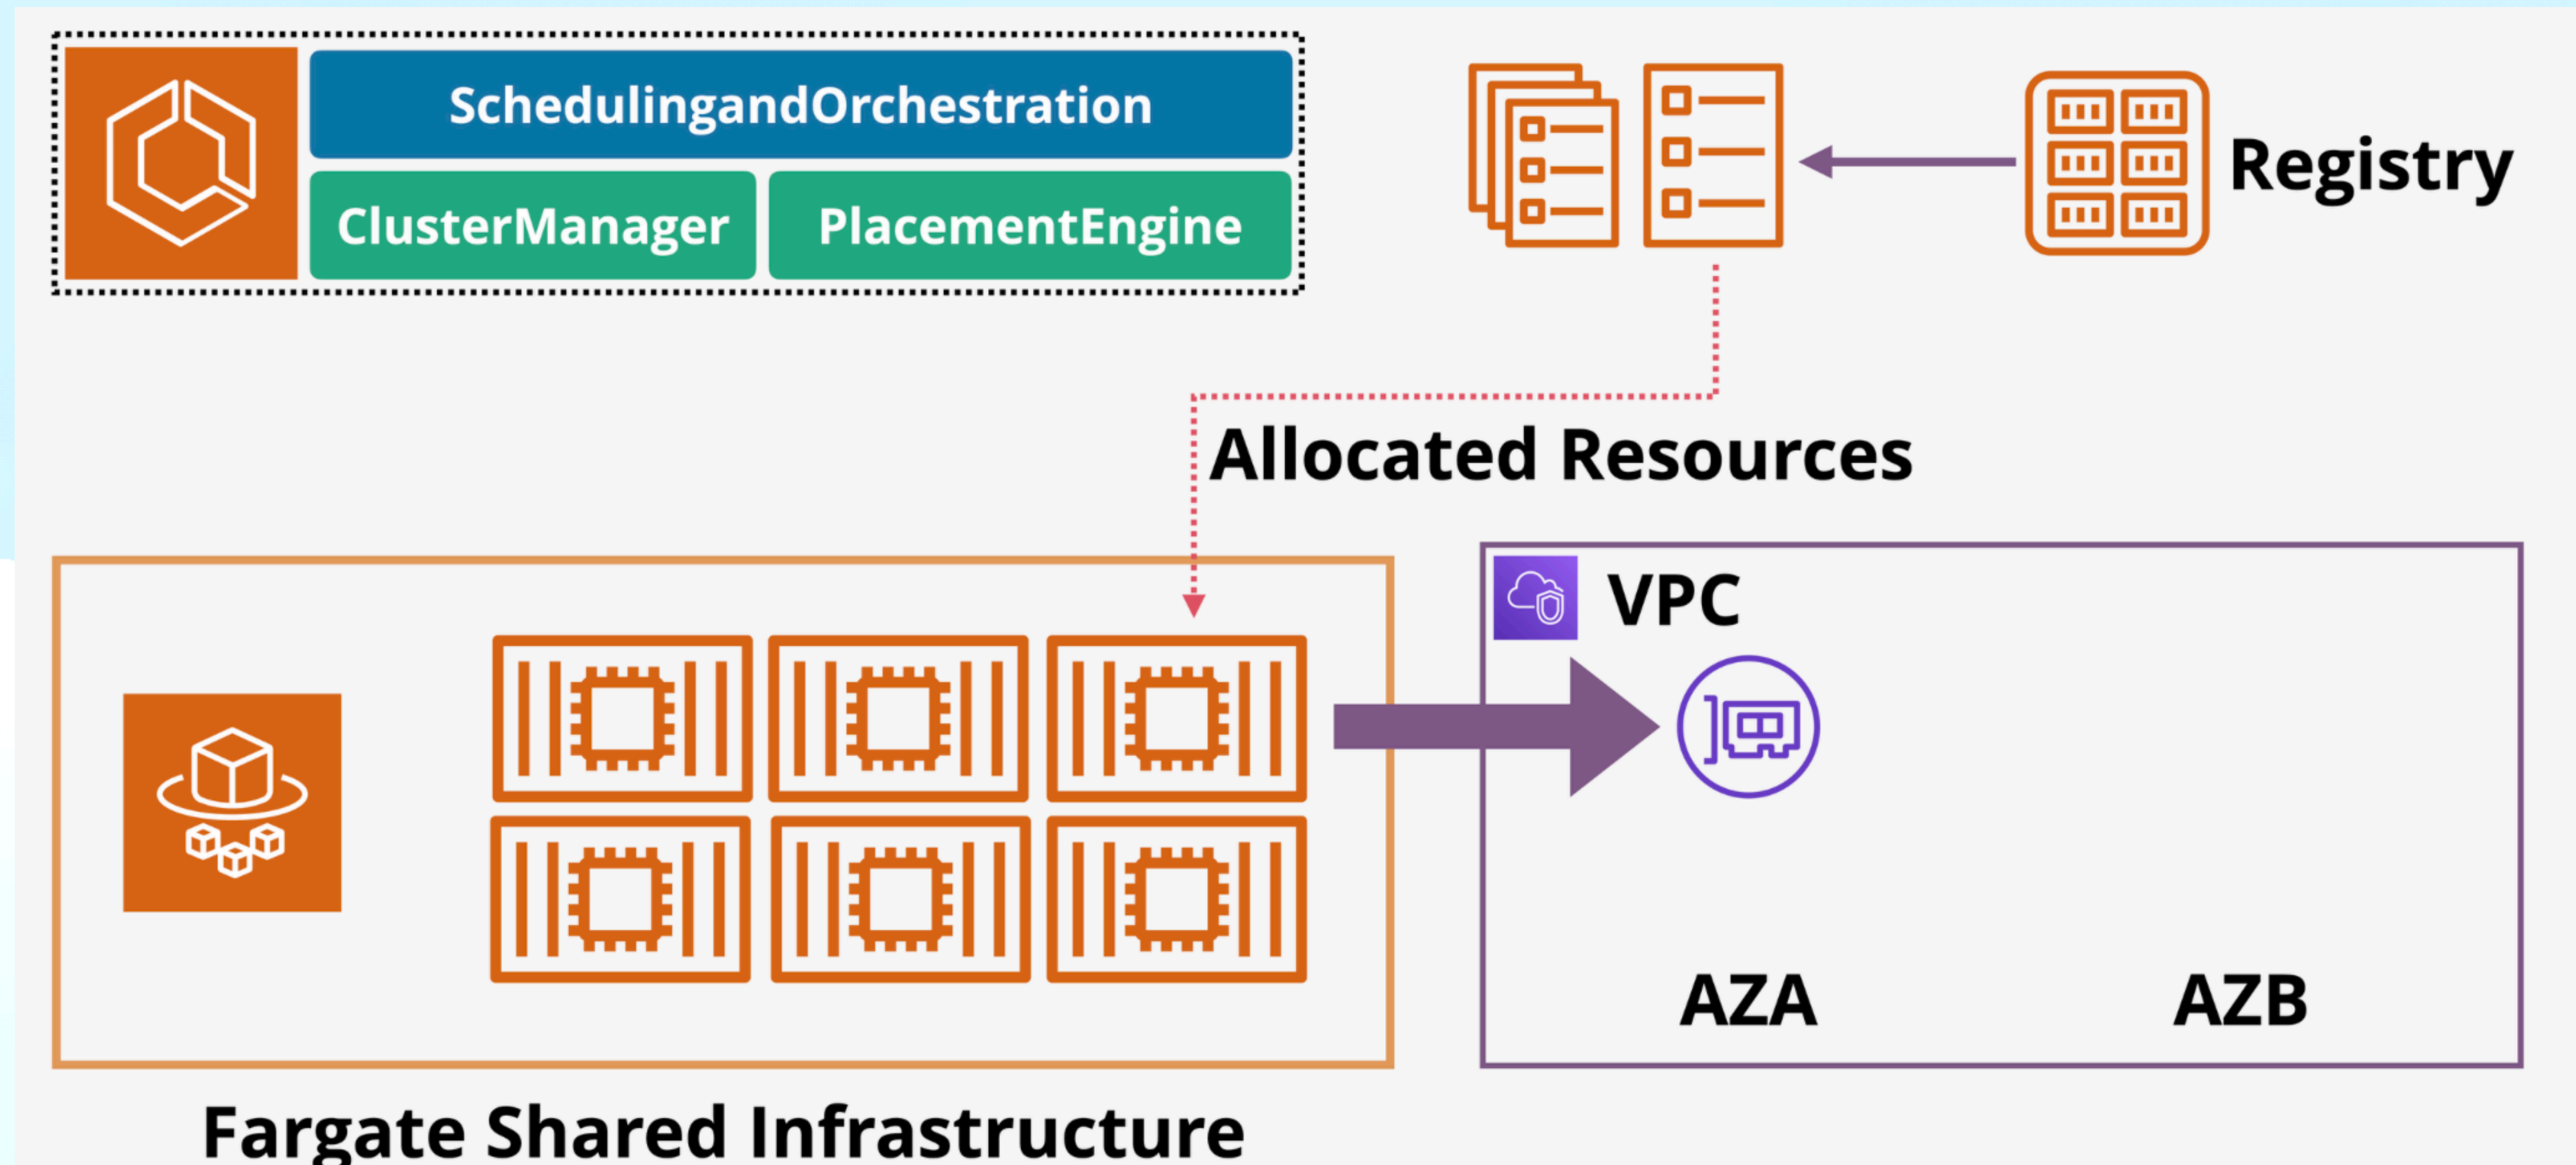 SchedulingandOrchestration
ClusterManager
PlacementEngine
Registry
Allocated Resources
VPC
AZA
AZB
Fargate Shared Infrastructure